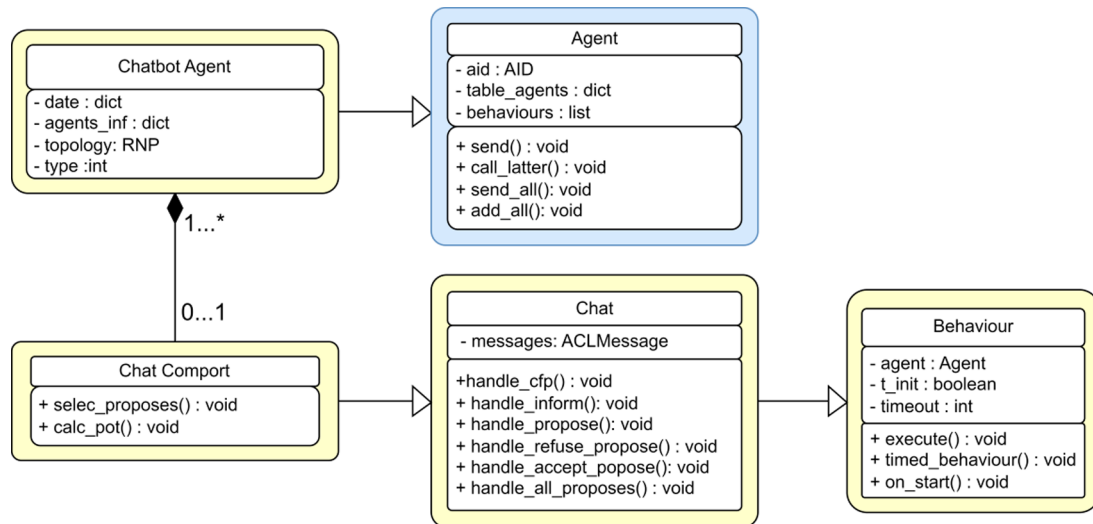 Chatbot Agent
- date : dict
- agents_inf : dict
- topology: RNP
- type :int
Agent
- aid : AID
- table_agents : dict
- behaviours : list
+ send() : void
+ call_latter() : void
+ send_all(): void
+ add_all(): void
1...*
0...1
Chat Comport
+ selec_proposes() : void
+ calc_pot() : void
Chat
- messages: ACLMessage
+handle_cfp() : void
+ handle_inform(): void
+ handle_propose(): void
+ handle_refuse_propose() : void
+ handle_accept_popose(): void
+ handle_all_proposes() : void
Behaviour
- agent : Agent
- t_init : boolean
- timeout : int
+ execute() : void
+ timed_behaviour() : void
+ on_start() : void